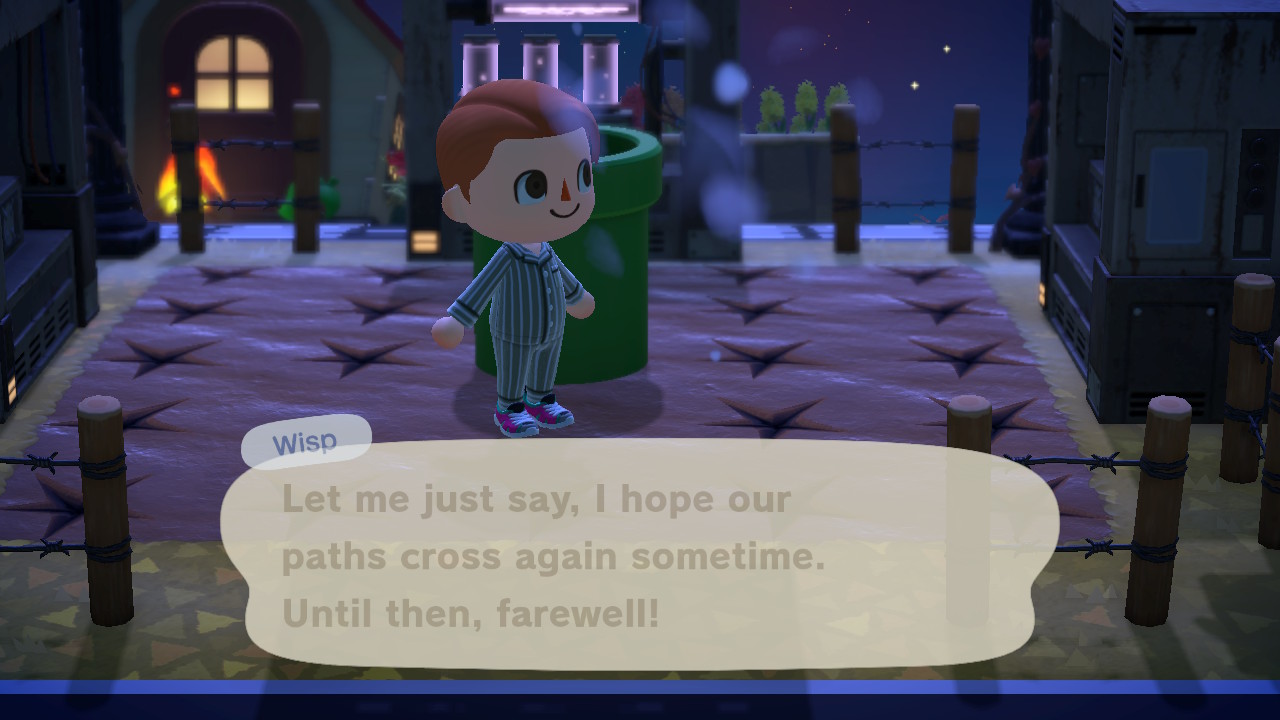 Wisp
Let me just say, I hope our
paths cross again sometime.
Until then, farewell!